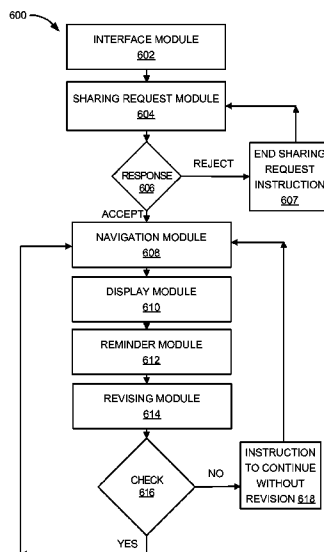 600
INTERFACE MODULE
602
SHARING REQUEST MODULE
604
RESPONSE
606
REJECT
END SHARING
REQUEST
INSTRUCTION
607
ACCEPT
NAVIGATION MODULE
608
DISPLAY MODULE
610
REMINDER MODULE
612
REVISING MODULE
614
CHECK
616
NO
INSTRUCTION
TO CONTINUE
WITHOUT
REVISION 618
YES